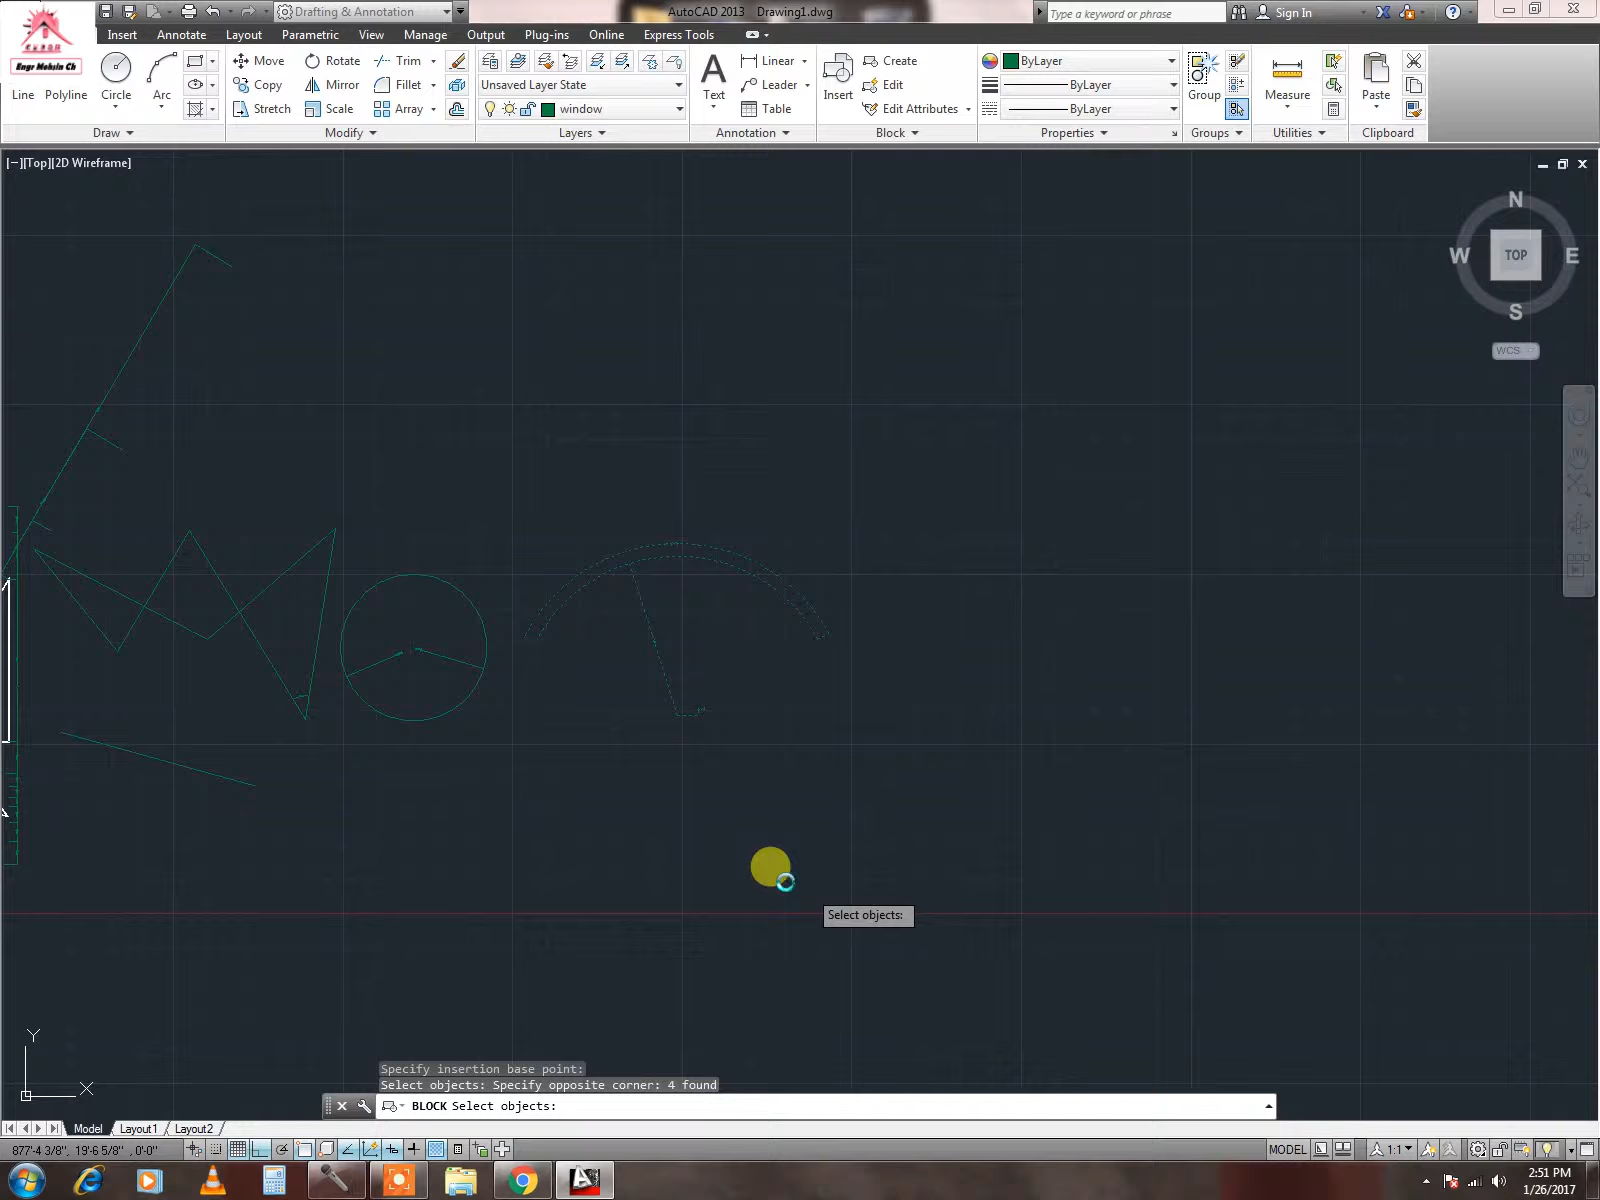 Drafting & Annotation
AutoCAD 2013 Drawing1.dwg
Type a keyword or phrase
Sign In
Engr Mohsin Ch
Insert Annotate Layout Parametric View Manage Output Plug-ins Online Express Tools
Line Polyline Circle Arc
Draw
Move Rotate Trim
Copy Mirror Fillet
Stretch Scale Array
Modify
Unsaved Layer State
window
Layers
A
Text
Linear
Leader
Table
Annotation
Insert
Create
Edit
Edit Attributes
Block
ByLayer
ByLayer
ByLayer
Properties
Group
Groups
Measure
Utilities
Paste
Clipboard
[−][Top][2D Wireframe]
N
W TOP E
S
WCS
Select objects:
Y
X
Specify insertion base point:
Select objects: Specify opposite corner: 4 found
BLOCK Select objects:
Model Layout1 Layout2
877'-4 3/8", 19'-6 5/8" , 0'-0"
MODEL
1:1
2:51 PM
1/26/2017